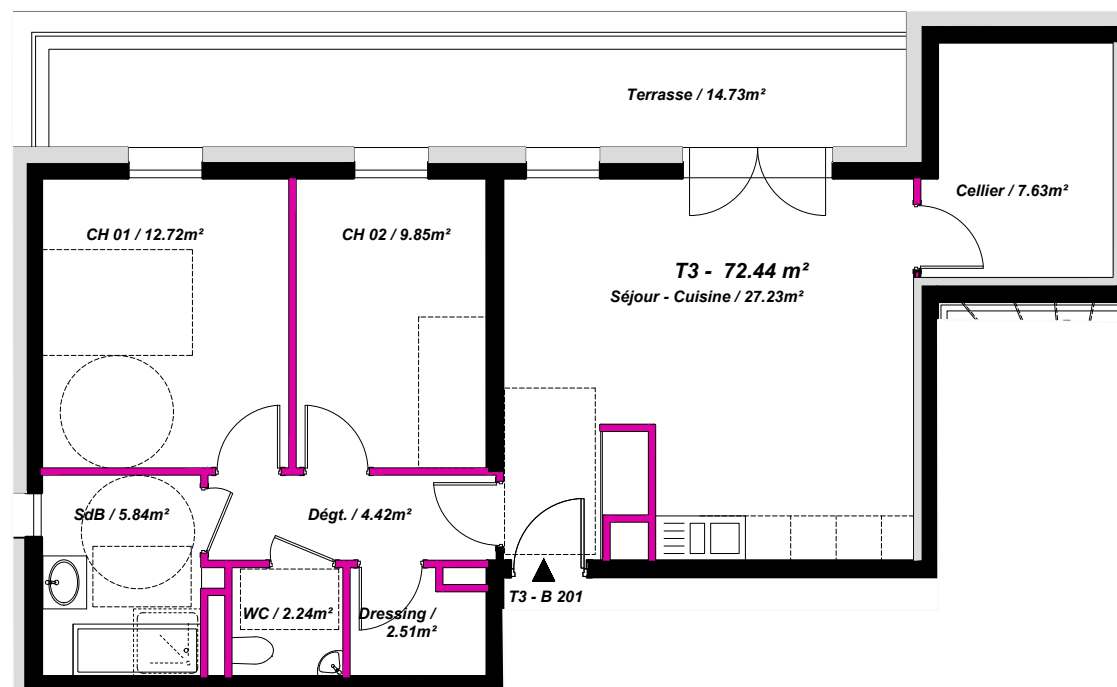 Terrasse / 14.73m²
Cellier / 7.63m²
CH 01 / 12.72m²
CH 02 / 9.85m²
T3 - 72.44 m²
Séjour - Cuisine / 27.23m²
SdB / 5.84m²
Dégt. / 4.42m²
T3 - B 201
WC / 2.24m²
Dressing /
2.51m²